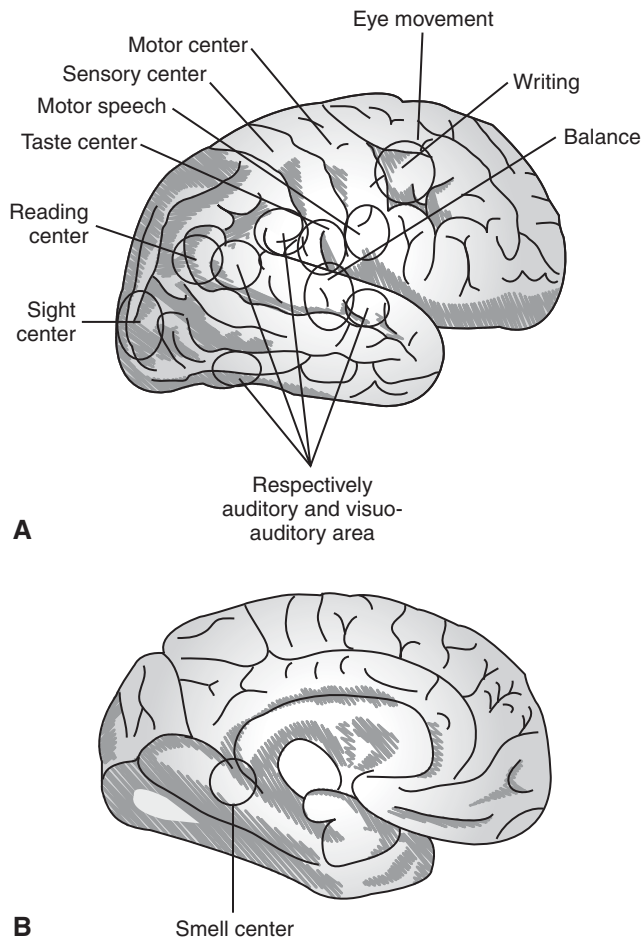 Eye movement
Motor center
Writing
Sensory center
Motor speech
Balance
Taste center
Reading
center
Sight
center
Respectively
auditory and visuo-
auditory area
A
B
Smell center